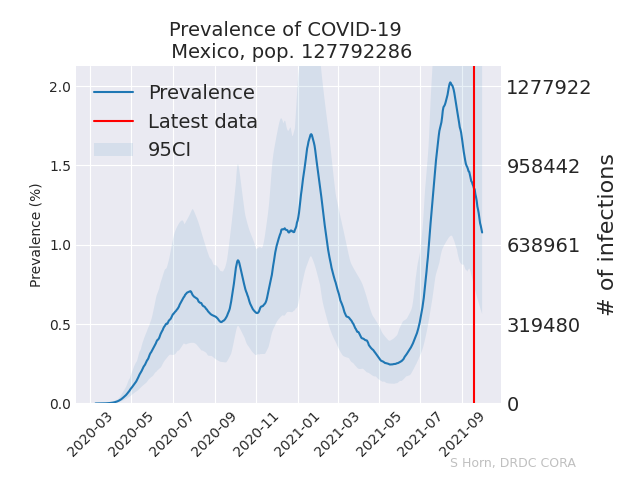 Prevalence of COVID-19
Mexico, pop. 127792286
Prevalence
Latest data
95CI
Prevalence (%)
2.0
1.5
1.0
0.5
0.0
1277922
958442
638961
319480
0
# of infections
2020-03
2020-05
2020-07
2020-09
2020-11
2021-01
2021-03
2021-05
2021-07
2021-09
S Horn, DRDC CORA